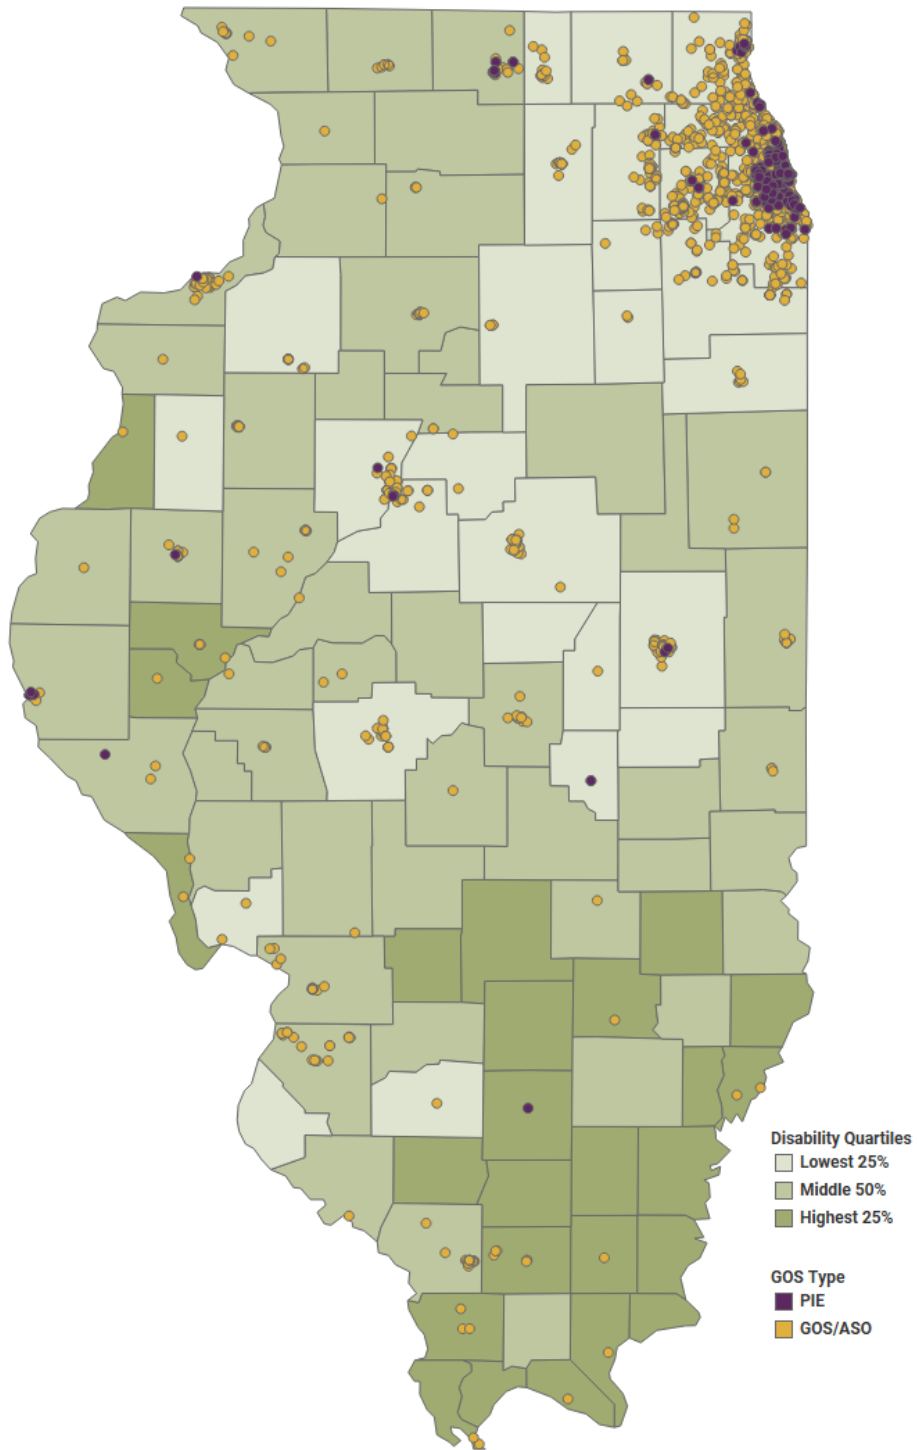 Disability Quartiles
Lowest 25%
Middle 50%
Highest 25%
GOS Type
PIE
GOS/ASO